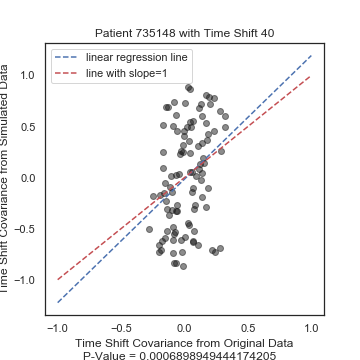 Patient 735148 with Time Shift 40
linear regression line
line with slope=1
Time Shift Covariance from Simulated Data
1.0
0.5
0.0
−0.5
−1.0
−1.0 −0.5 0.0 0.5 1.0
Time Shift Covariance from Original Data
P-Value = 0.0006898949444174205